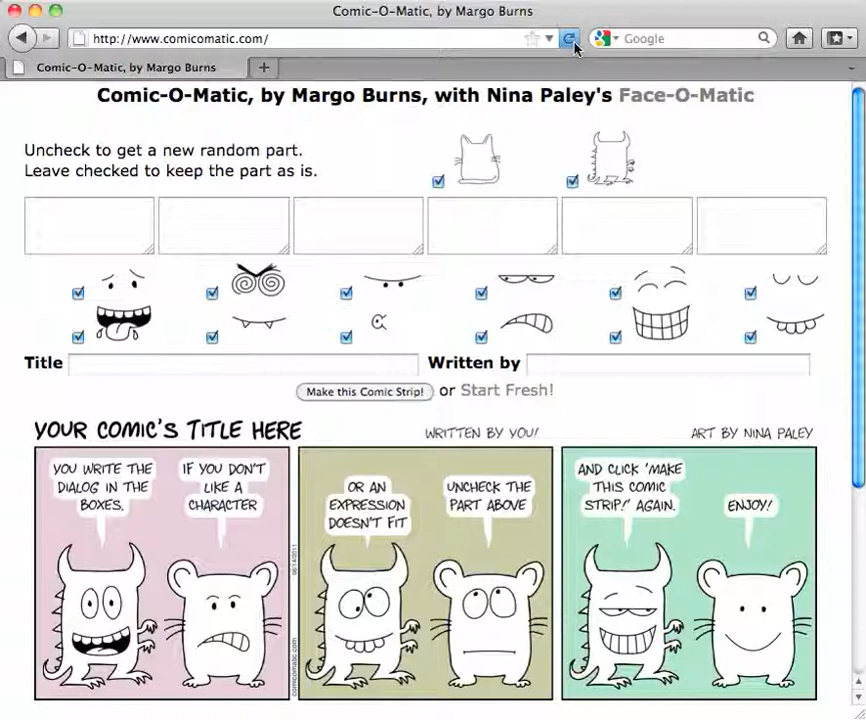 Comic-O-Matic, by Margo Burns
http://www.comicomatic.com/
Google
Comic-O-Matic, by Margo Burns
Comic-O-Matic, by Margo Burns, with Nina Paley's Face-O-Matic
Uncheck to get a new random part.
Leave checked to keep the part as is.
Title
Written by
Make this Comic Strip! or Start Fresh!
YOUR COMIC'S TITLE HERE
WRITTEN BY YOU!
ART BY NINA PALEY
YOU WRITE THE
DIALOG IN THE
BOXES.
IF YOU DON'T
LIKE A
CHARACTER
OR AN
EXPRESSION
DOESN'T FIT
UNCHECK THE
PART ABOVE
AND CLICK 'MAKE
THIS COMIC
STRIP!' AGAIN.
ENJOY!
comicomatic.com